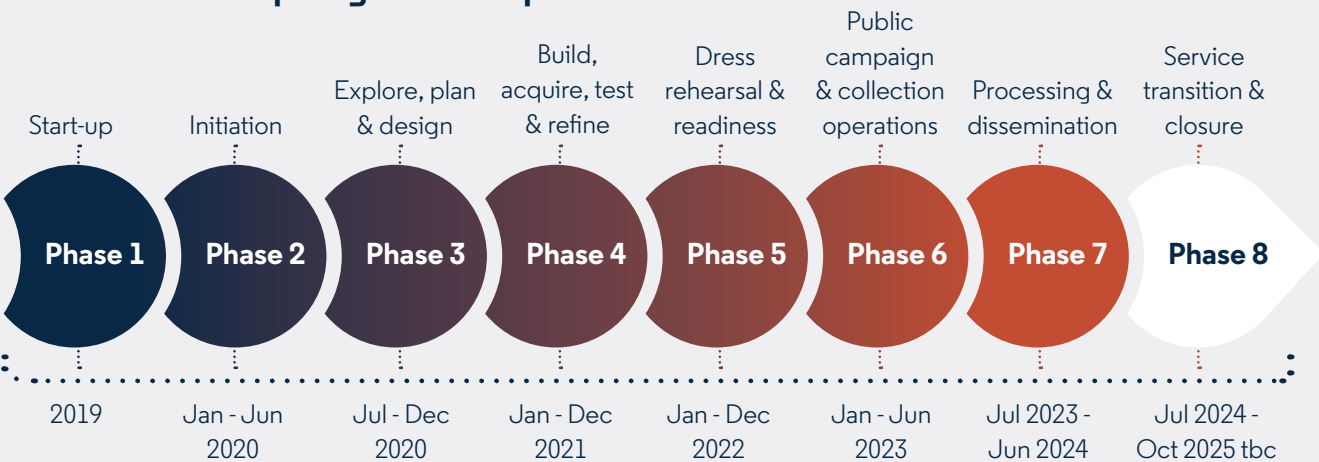 Start-up
Initiation
Explore, plan
& design
Build,
acquire, test
& refine
Dress
rehearsal &
readiness
Public
campaign
& collection
operations
Processing &
dissemination
Service
transition &
closure
Phase 1
Phase 2
Phase 3
Phase 4
Phase 5
Phase 6
Phase 7
Phase 8
2019
Jan - Jun
2020
Jul - Dec
2020
Jan - Dec
2021
Jan - Dec
2022
Jan - Jun
2023
Jul 2023 -
Jun 2024
Jul 2024 -
Oct 2025 tbc